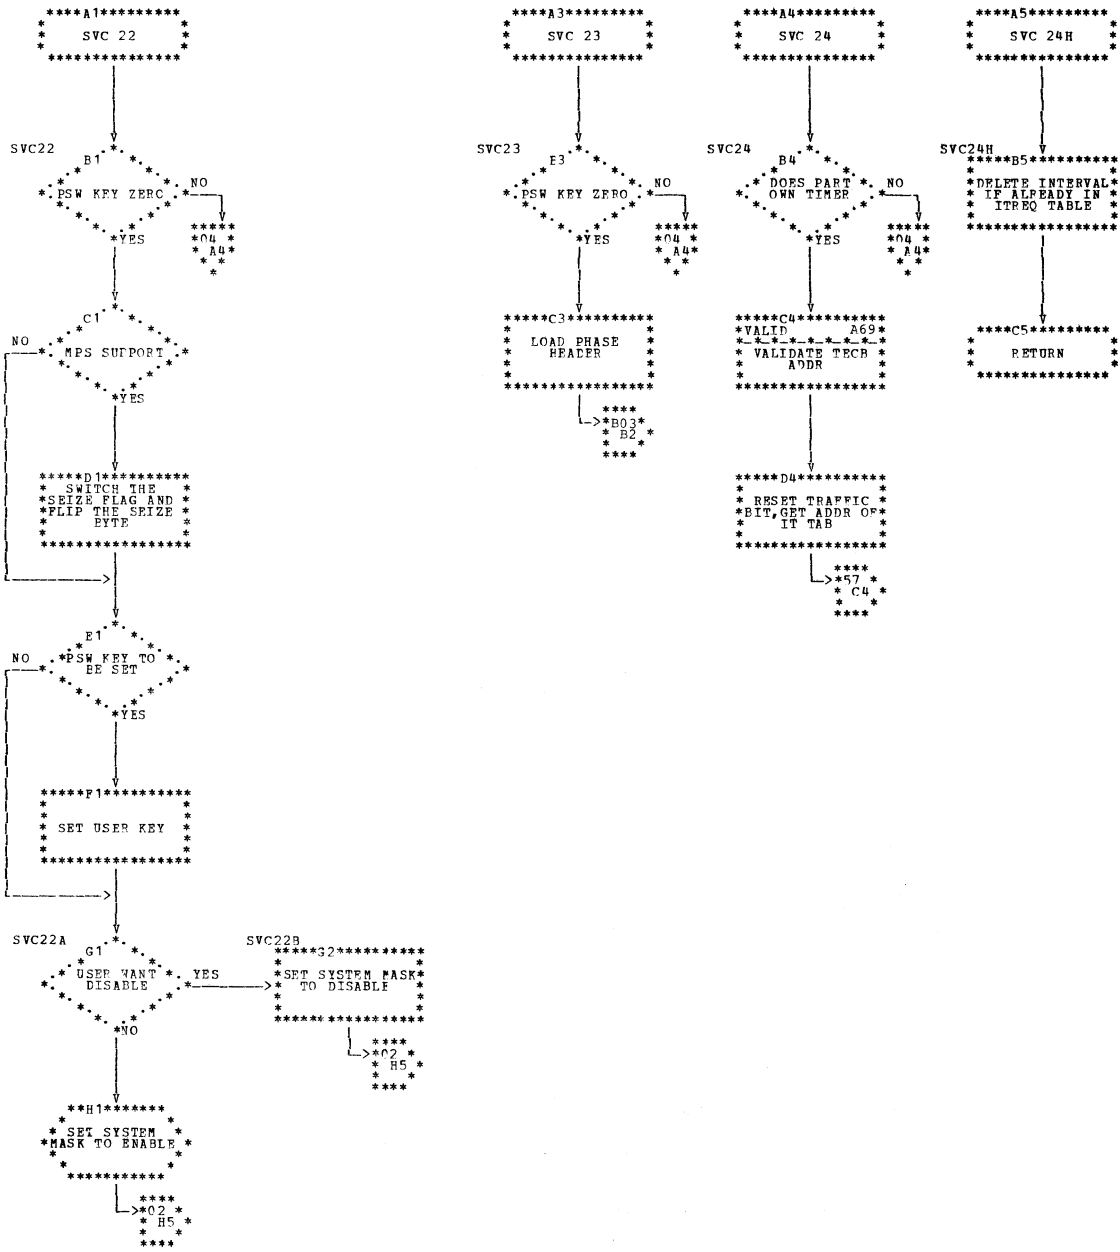 A1
SVC 22
SVC22
B1
PSW KEY ZERO
NO
04
A4
YES
C1
NO
MPS SUPPORT
YES
D1
SWITCH THE
SEIZE FLAG AND
FLIP THE SEIZE
BYTE
E1
NO
PSW KEY TO
BE SET
YES
F1
SET USER KEY
SVC22A
G1
USER WANT
DISABLE
YES
NO
SVC22B
G2
SET SYSTEM MASK
TO DISABLE
02
H5
H1
SET SYSTEM
MASK TO ENABLE
02
H5
A3
SVC 23
SVC23
B3
PSW KEY ZERO
NO
04
A4
YES
C3
LOAD PHASE
HEADER
B03
B2
A4
SVC 24
SVC24
B4
DOES PART
OWN TIMER
NO
04
A4
YES
C4
VALID A69
VALIDATE TECB
ADDR
D4
RESET TRAFFIC
BIT,GET ADDR OF
IT TAB
57
C4
A5
SVC 24H
SVC24H
B5
DELETE INTERVAL
IF ALREADY IN
ITREQ TABLE
C5
RETURN